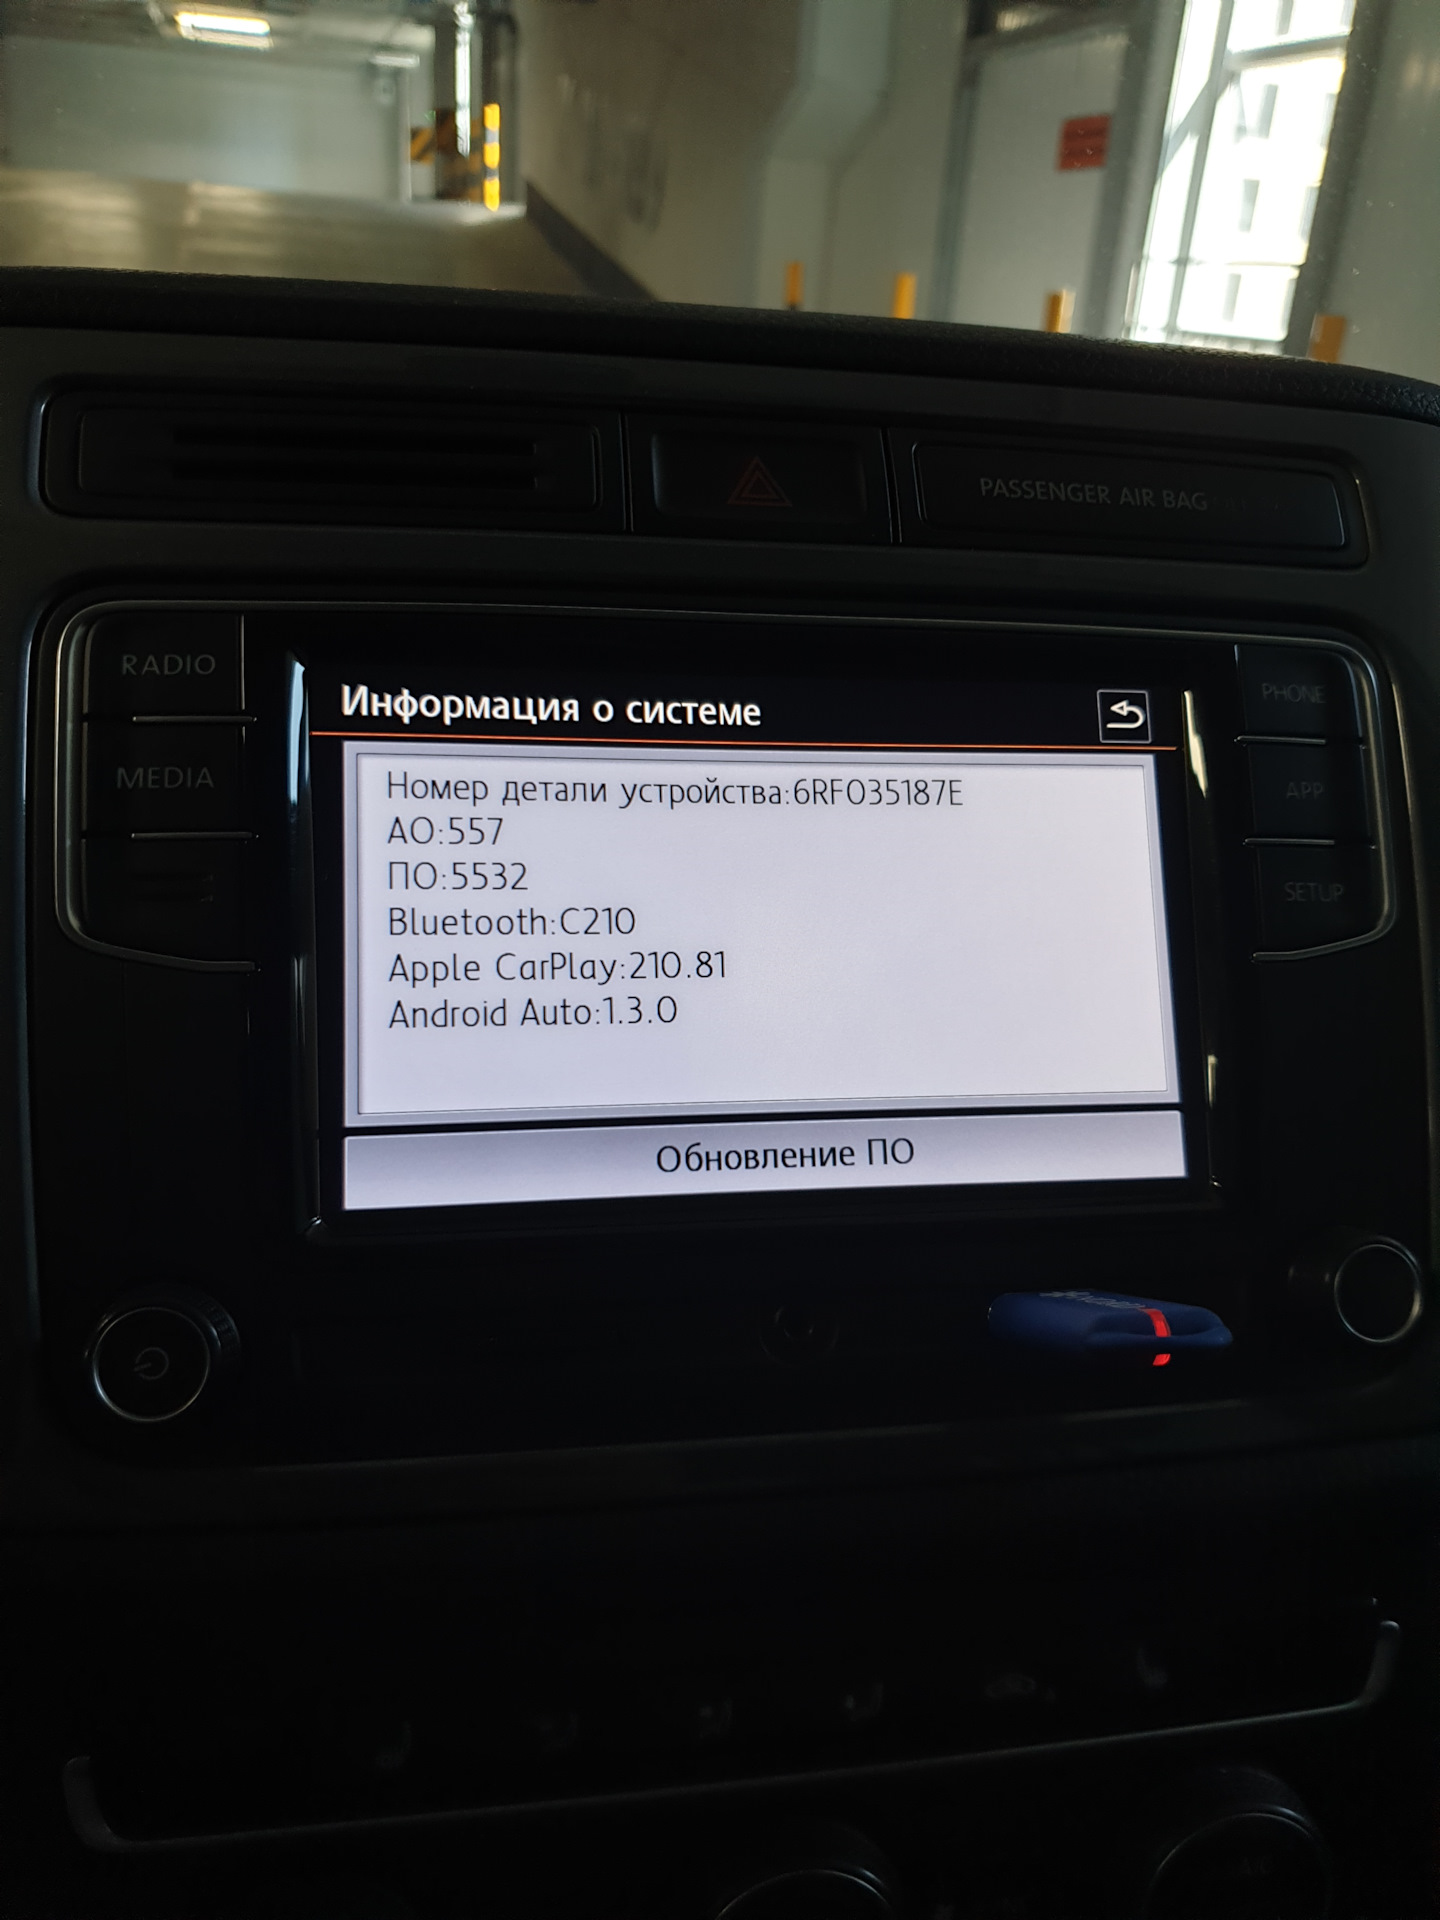 PASSENGER AIR BAG
RADIO
MEDIA
PHONE
APP
SETUP
Информация о системе
Номер детали устройства:6RF035187E
АО:557
ПО:5532
Bluetooth:C210
Apple CarPlay:210.81
Android Auto:1.3.0
Обновление ПО